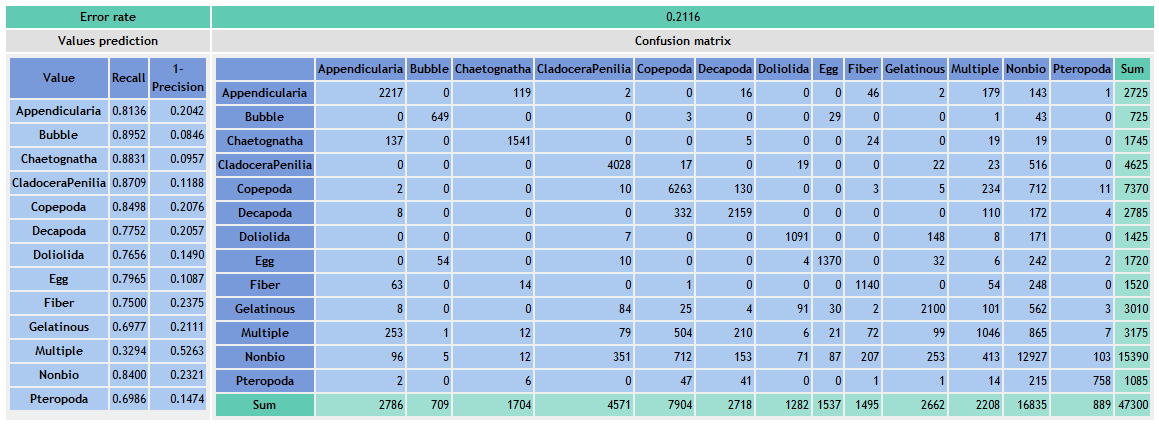 Error rate 0.2116
Values prediction Confusion matrix
Value Recall 1-Precision
Appendicularia 0.8136 0.2042
Bubble 0.8952 0.0846
Chaetognatha 0.8831 0.0957
CladoceraPenilia 0.8709 0.1188
Copepoda 0.8498 0.2076
Decapoda 0.7752 0.2057
Doliolida 0.7656 0.1490
Egg 0.7965 0.1087
Fiber 0.7500 0.2375
Gelatinous 0.6977 0.2111
Multiple 0.3294 0.5263
Nonbio 0.8400 0.2321
Pteropoda 0.6986 0.1474
Appendicularia Bubble Chaetognatha CladoceraPenilia Copepoda Decapoda Doliolida Egg Fiber Gelatinous Multiple Nonbio Pteropoda Sum
Appendicularia 2217 0 119 2 0 16 0 0 46 2 179 143 1 2725
Bubble 0 649 0 0 3 0 0 29 0 0 1 43 0 725
Chaetognatha 137 0 1541 0 0 5 0 0 24 0 19 19 0 1745
CladoceraPenilia 0 0 0 4028 17 0 19 0 0 22 23 516 0 4625
Copepoda 2 0 0 10 6263 130 0 0 3 5 234 712 11 7370
Decapoda 8 0 0 0 332 2159 0 0 0 0 110 172 4 2785
Doliolida 0 0 0 7 0 0 1091 0 0 148 8 171 0 1425
Egg 0 54 0 10 0 0 4 1370 0 32 6 242 2 1720
Fiber 63 0 14 0 1 0 0 0 1140 0 54 248 0 1520
Gelatinous 8 0 0 84 25 4 91 30 2 2100 101 562 3 3010
Multiple 253 1 12 79 504 210 6 21 72 99 1046 865 7 3175
Nonbio 96 5 12 351 712 153 71 87 207 253 413 12927 103 15390
Pteropoda 2 0 6 0 47 41 0 0 1 1 14 215 758 1085
Sum 2786 709 1704 4571 7904 2718 1282 1537 1495 2662 2208 16835 889 47300